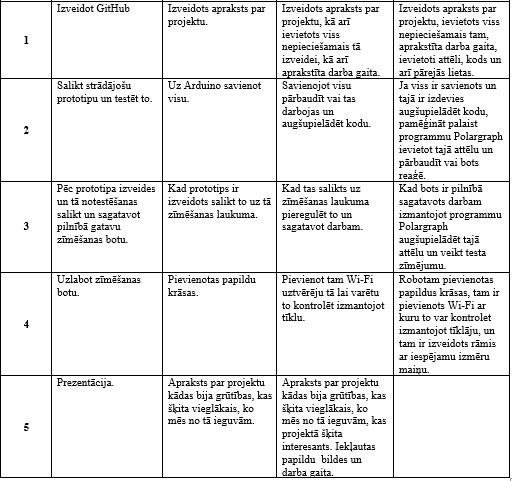 1
Izveidot GitHub
Izveidots apraksts par
projektu.
Izveidots apraksts par
projektu, kā arī
ievietots viss
nepieciešamais tā
izveidei, kā arī
aprakstīta darba gaita.
Izveidots apraksts par
projektu, ievietots viss
nepieciešamais tam,
aprakstīta darba gaita,
ievietoti attēli, kods un
arī pārējās lietas.
2
Salikt strādājošu
prototipu un testēt to.
Uz Arduino savienot
visu.
Savienojot visu
pārbaudīt vai tas
darbojas un
augšupielādēt kodu.
Ja viss ir savienots un
tajā ir izdevies
augšupielādēt kodu,
pamēģināt palaist
programmu Polargraph
ievietot tajā attēlu un
pārbaudīt vai bots
reaģē.
3
Pēc prototipa izveides
un tā notestēšanas
salikt un sagatavot
pilnībā gatavu
zīmēšanas botu.
Kad prototips ir
izveidots salikt to uz tā
zīmēšanas laukuma.
Kad tas salikts uz
zīmēšanas laukuma
pieregulēt to un
sagatavot darbam.
Kad bots ir pilnībā
sagatavots darbam
izmantojot programmu
Polargraph
augšupielādēt tajā
attēlu un veikt testa
zīmējumu.
4
Uzlabot zīmēšanas
botu.
Pievienotas papildu
krāsas.
Pievienot tam Wi-Fi
uztvērēju tā lai varētu
to kontrolēt izmantojot
tīklu.
Robotam pievienotas
papildus krāsas, tam ir
pievienots Wi-Fi ar
kuru to var kontrolet
izmantojot tīklāju, un
tam ir izveidots rāmis
ar iespējamu izmēru
maiņu.
5
Prezentācija.
Apraksts par projektu
kādas bija grūtības, kas
šķita vieglākais, ko
mēs no tā ieguvām.
Apraksts par projektu
kādas bija grūtības, kas
šķita vieglākais, ko
mēs no tā ieguvām, kas
projektā šķita
interesants. Iekļautas
papildu bildes un
darba gaita.